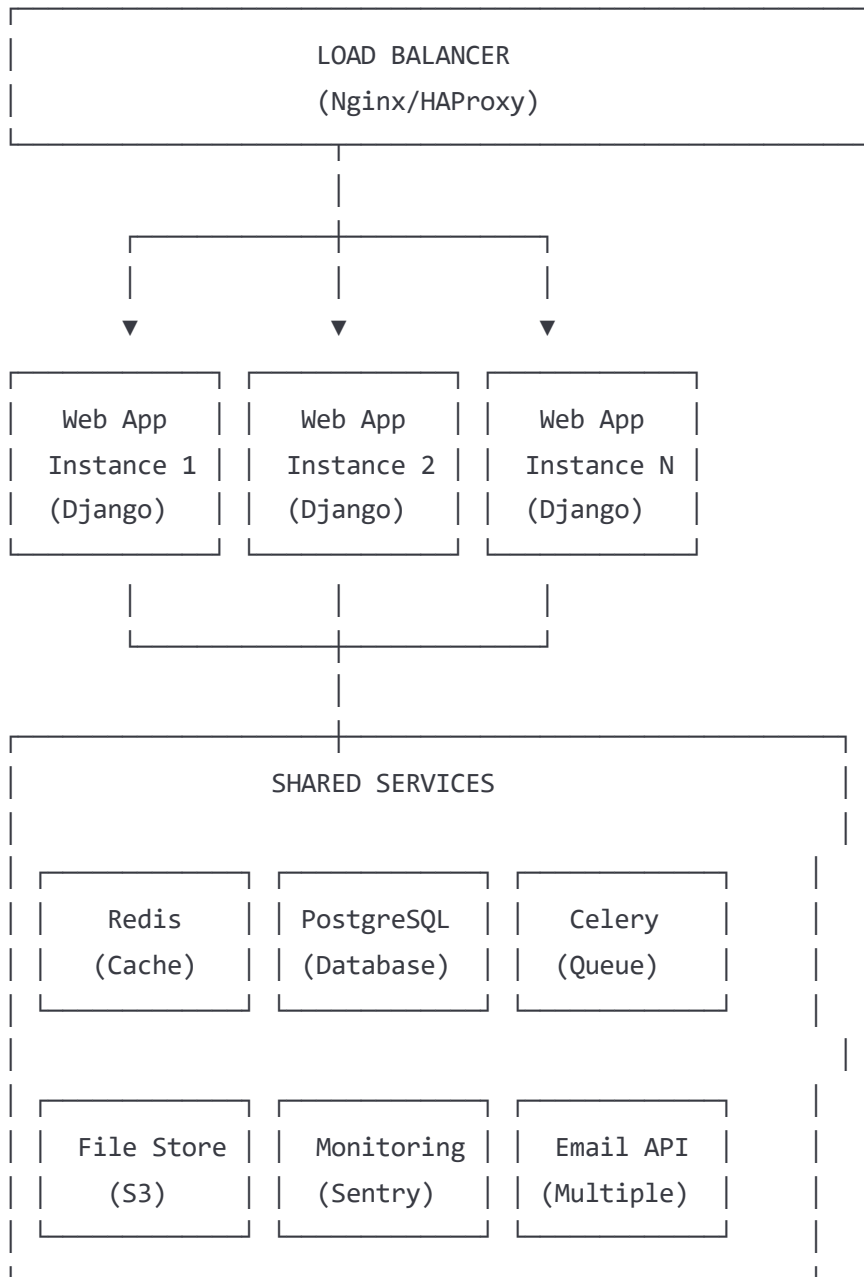 LOAD BALANCER
(Nginx/HAProxy)
Web App Web App Web App
Instance 1 Instance 2 Instance N
(Django) (Django) (Django)
SHARED SERVICES
Redis PostgreSQL Celery
(Cache) (Database) (Queue)
File Store Monitoring Email API
(S3) (Sentry) (Multiple)